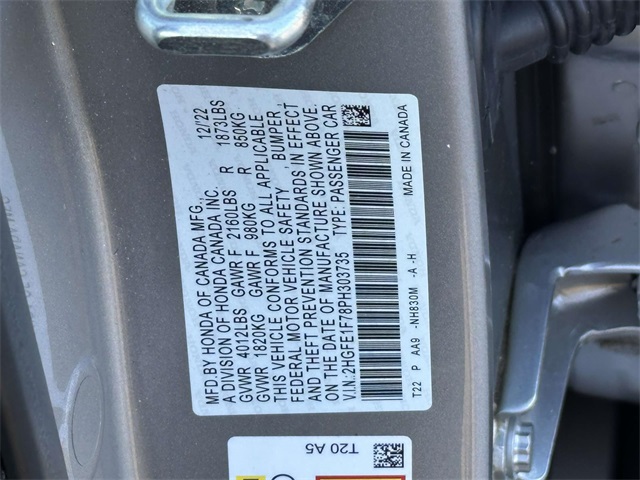 MFG. BY HONDA OF CANADA MFG., 12/'22
A DIVISION OF HONDA CANADA INC.
GVWR 4012LBS GAWR F 2160LBS R 1873LBS
GVWR 1820KG GAWR F 980KG R 850KG
THIS VEHICLE CONFORMS TO ALL APPLICABLE
FEDERAL MOTOR VEHICLE SAFETY , BUMPER ,
AND THEFT PREVENTION STANDARDS IN EFFECT
ON THE DATE OF MANUFACTURE SHOWN ABOVE.
V.I.N.:2HGFE1F78PH303735 TYPE: PASSENGER CAR
T22 P AA9 -NH830M -A -H MADE IN CANADA
T20 A5